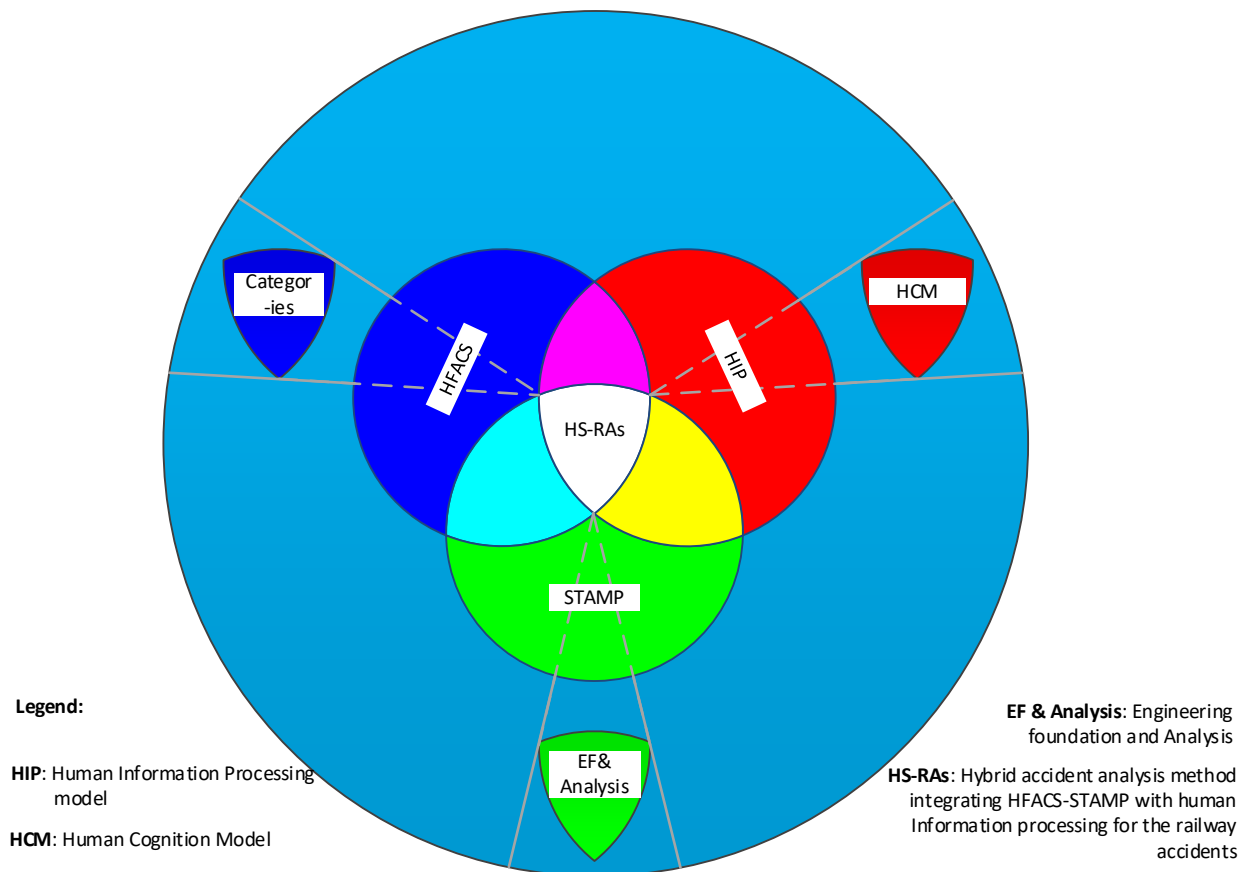 Categor
-ies
HCM
HFACS
HIP
HS-RAs
STAMP
EF&
Analysis
Legend:
HIP: Human Information Processing
model
HCM: Human Cognition Model
EF & Analysis: Engineering
foundation and Analysis
HS-RAs: Hybrid accident analysis method
integrating HFACS-STAMP with human
Information processing for the railway
accidents